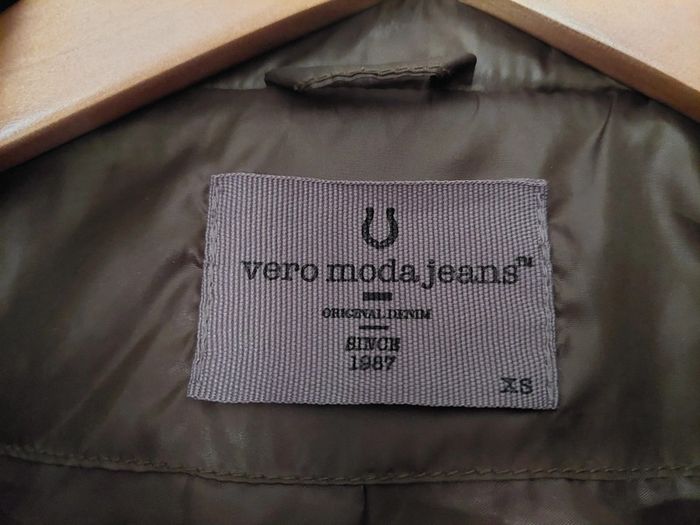 vero moda jeans™
ORIGINAL DENIM
SINCE
1987
XS